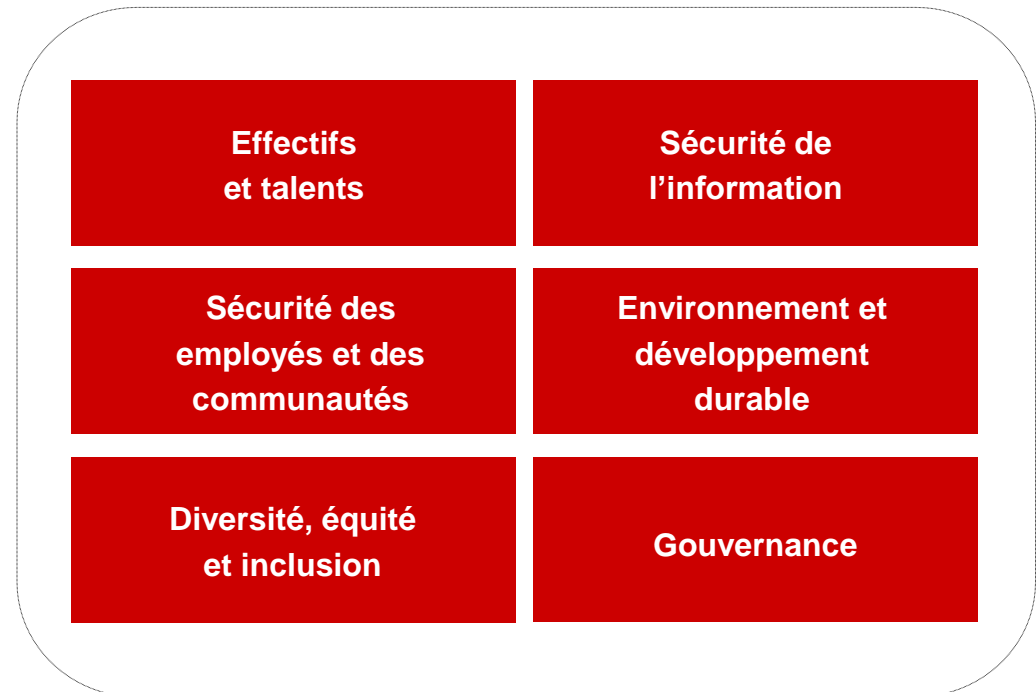 Effectifs
et talents
Sécurité de
l’information
Sécurité des
employés et des
communautés
Environnement et
développement
durable
Diversité, équité
et inclusion
Gouvernance